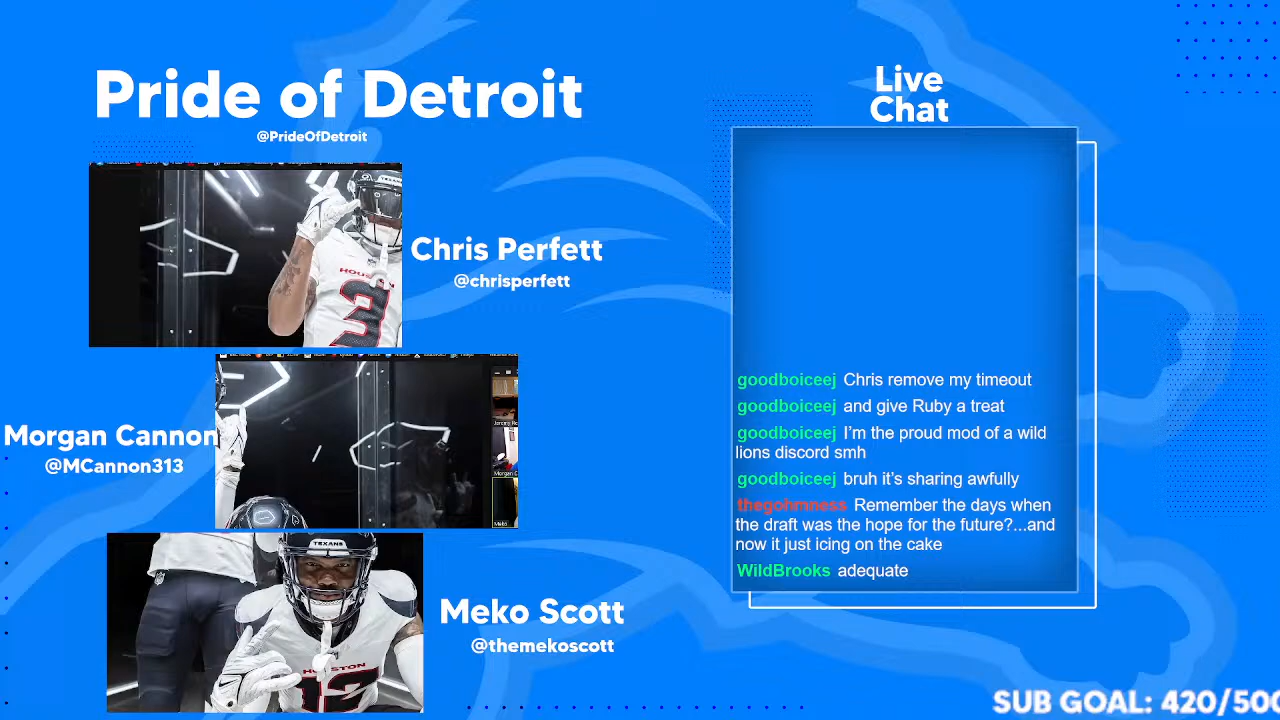 Pride of Detroit
@PrideOfDetroit
Live
Chat
HOUSTON
3
Chris Perfett
@chrisperfett
Morgan Cannon
@MCannon313
TEXANS
HOUSTON
12
Meko Scott
@themekoscott
goodboiceej Chris remove my timeout
goodboiceej and give Ruby a treat
goodboiceej I'm the proud mod of a wild
lions discord smh
goodboiceej bruh it's sharing awfully
thegohmness Remember the days when
the draft was the hope for the future?...and
now it just icing on the cake
WildBrooks adequate
SUB GOAL: 420/500